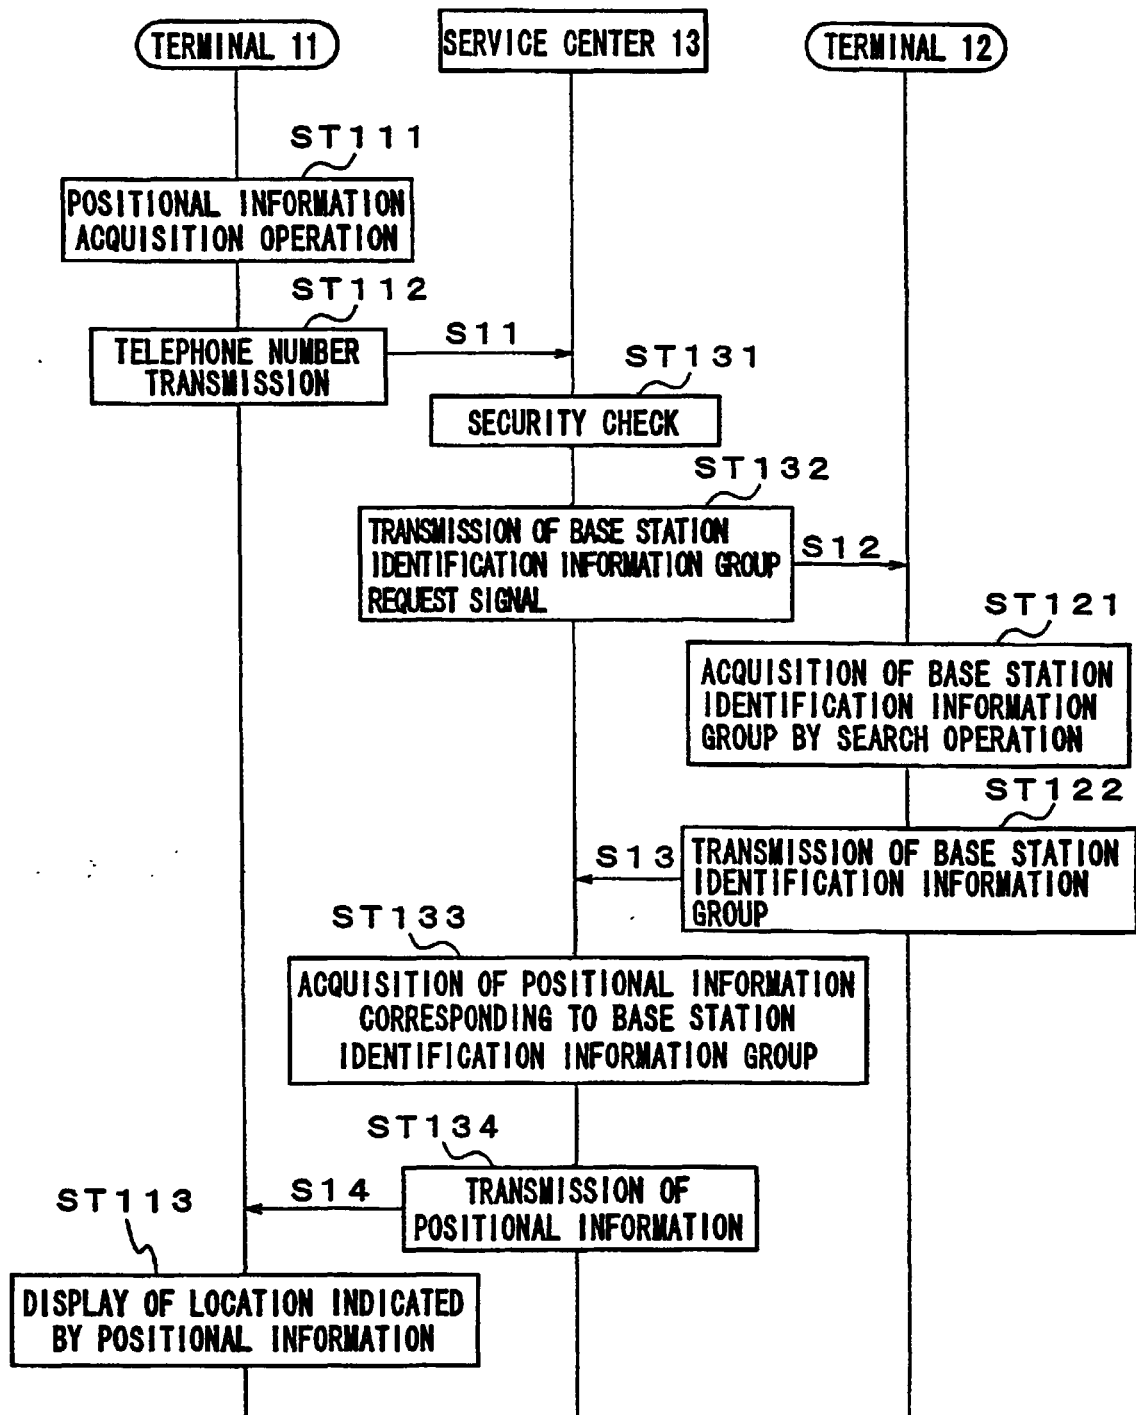 TERMINAL 11
SERVICE CENTER 13
TERMINAL 12
ST111
POSITIONAL INFORMATION
ACQUISITION OPERATION
ST112
TELEPHONE NUMBER
TRANSMISSION
S11
ST131
SECURITY CHECK
ST132
TRANSMISSION OF BASE STATION
IDENTIFICATION INFORMATION GROUP
REQUEST SIGNAL
S12
ST121
ACQUISITION OF BASE STATION
IDENTIFICATION INFORMATION
GROUP BY SEARCH OPERATION
ST122
S13
TRANSMISSION OF BASE STATION
IDENTIFICATION INFORMATION
GROUP
ST133
ACQUISITION OF POSITIONAL INFORMATION
CORRESPONDING TO BASE STATION
IDENTIFICATION INFORMATION GROUP
ST134
S14
TRANSMISSION OF
POSITIONAL INFORMATION
ST113
DISPLAY OF LOCATION INDICATED
BY POSITIONAL INFORMATION